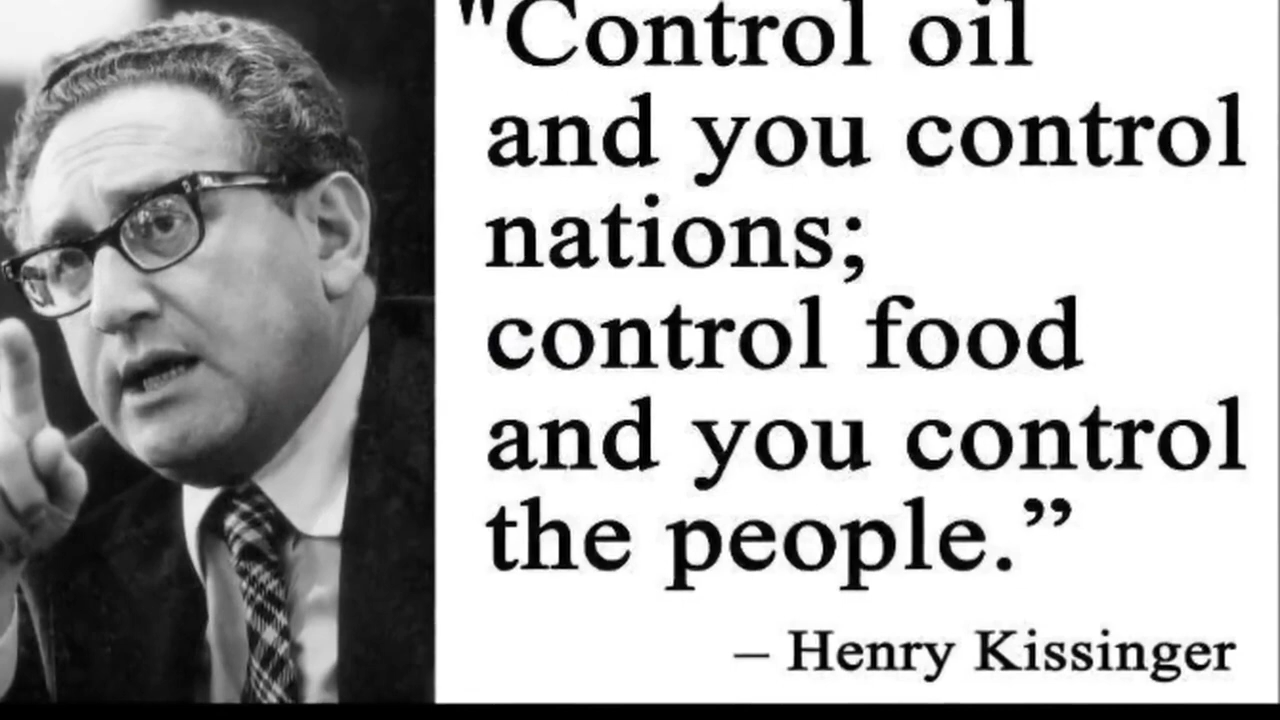 "Control oil
and you control
nations;
control food
and you control
the people.”
– Henry Kissinger